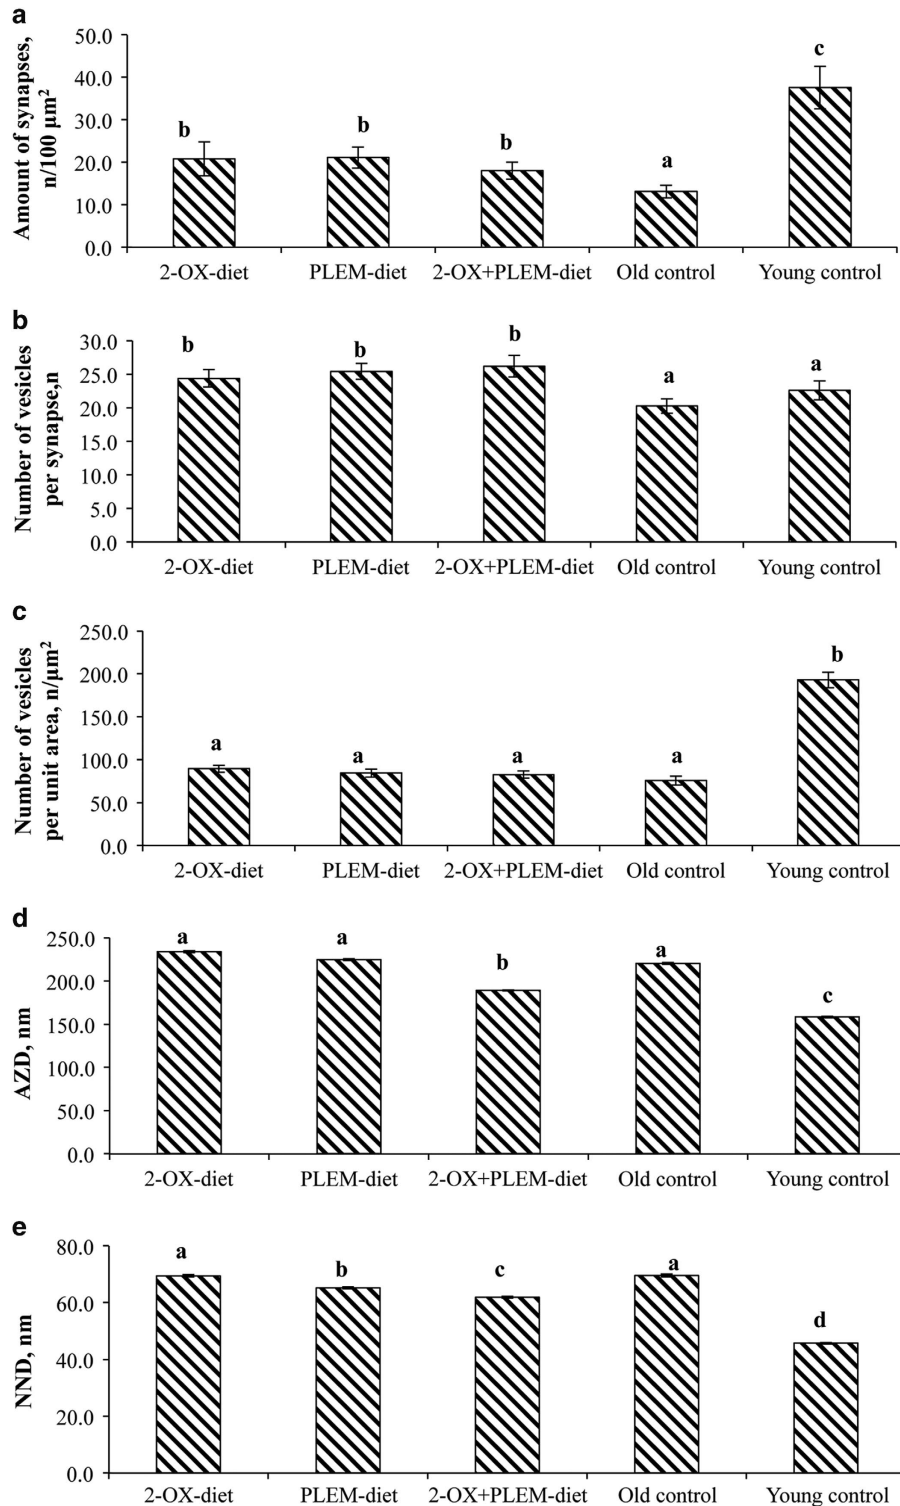 a
Amount of synapses,
n/100 µm²
50.0
40.0
30.0
20.0
10.0
0.0
b
b
b
a
c
2-OX-diet PLEM-diet 2-OX+PLEM-diet Old control Young control
b
Number of vesicles
per synapse,n
30.0
25.0
20.0
15.0
10.0
5.0
0.0
b
b
b
a
a
2-OX-diet PLEM-diet 2-OX+PLEM-diet Old control Young control
c
Number of vesicles
per unit area, n/µm²
250.0
200.0
150.0
100.0
50.0
0.0
a
a
a
a
b
2-OX-diet PLEM-diet 2-OX+PLEM-diet Old control Young control
d
AZD, nm
250.0
200.0
150.0
100.0
50.0
0.0
a
a
b
a
c
2-OX-diet PLEM-diet 2-OX+PLEM-diet Old control Young control
e
NND, nm
80.0
60.0
40.0
20.0
0.0
a
b
c
a
d
2-OX-diet PLEM-diet 2-OX+PLEM-diet Old control Young control